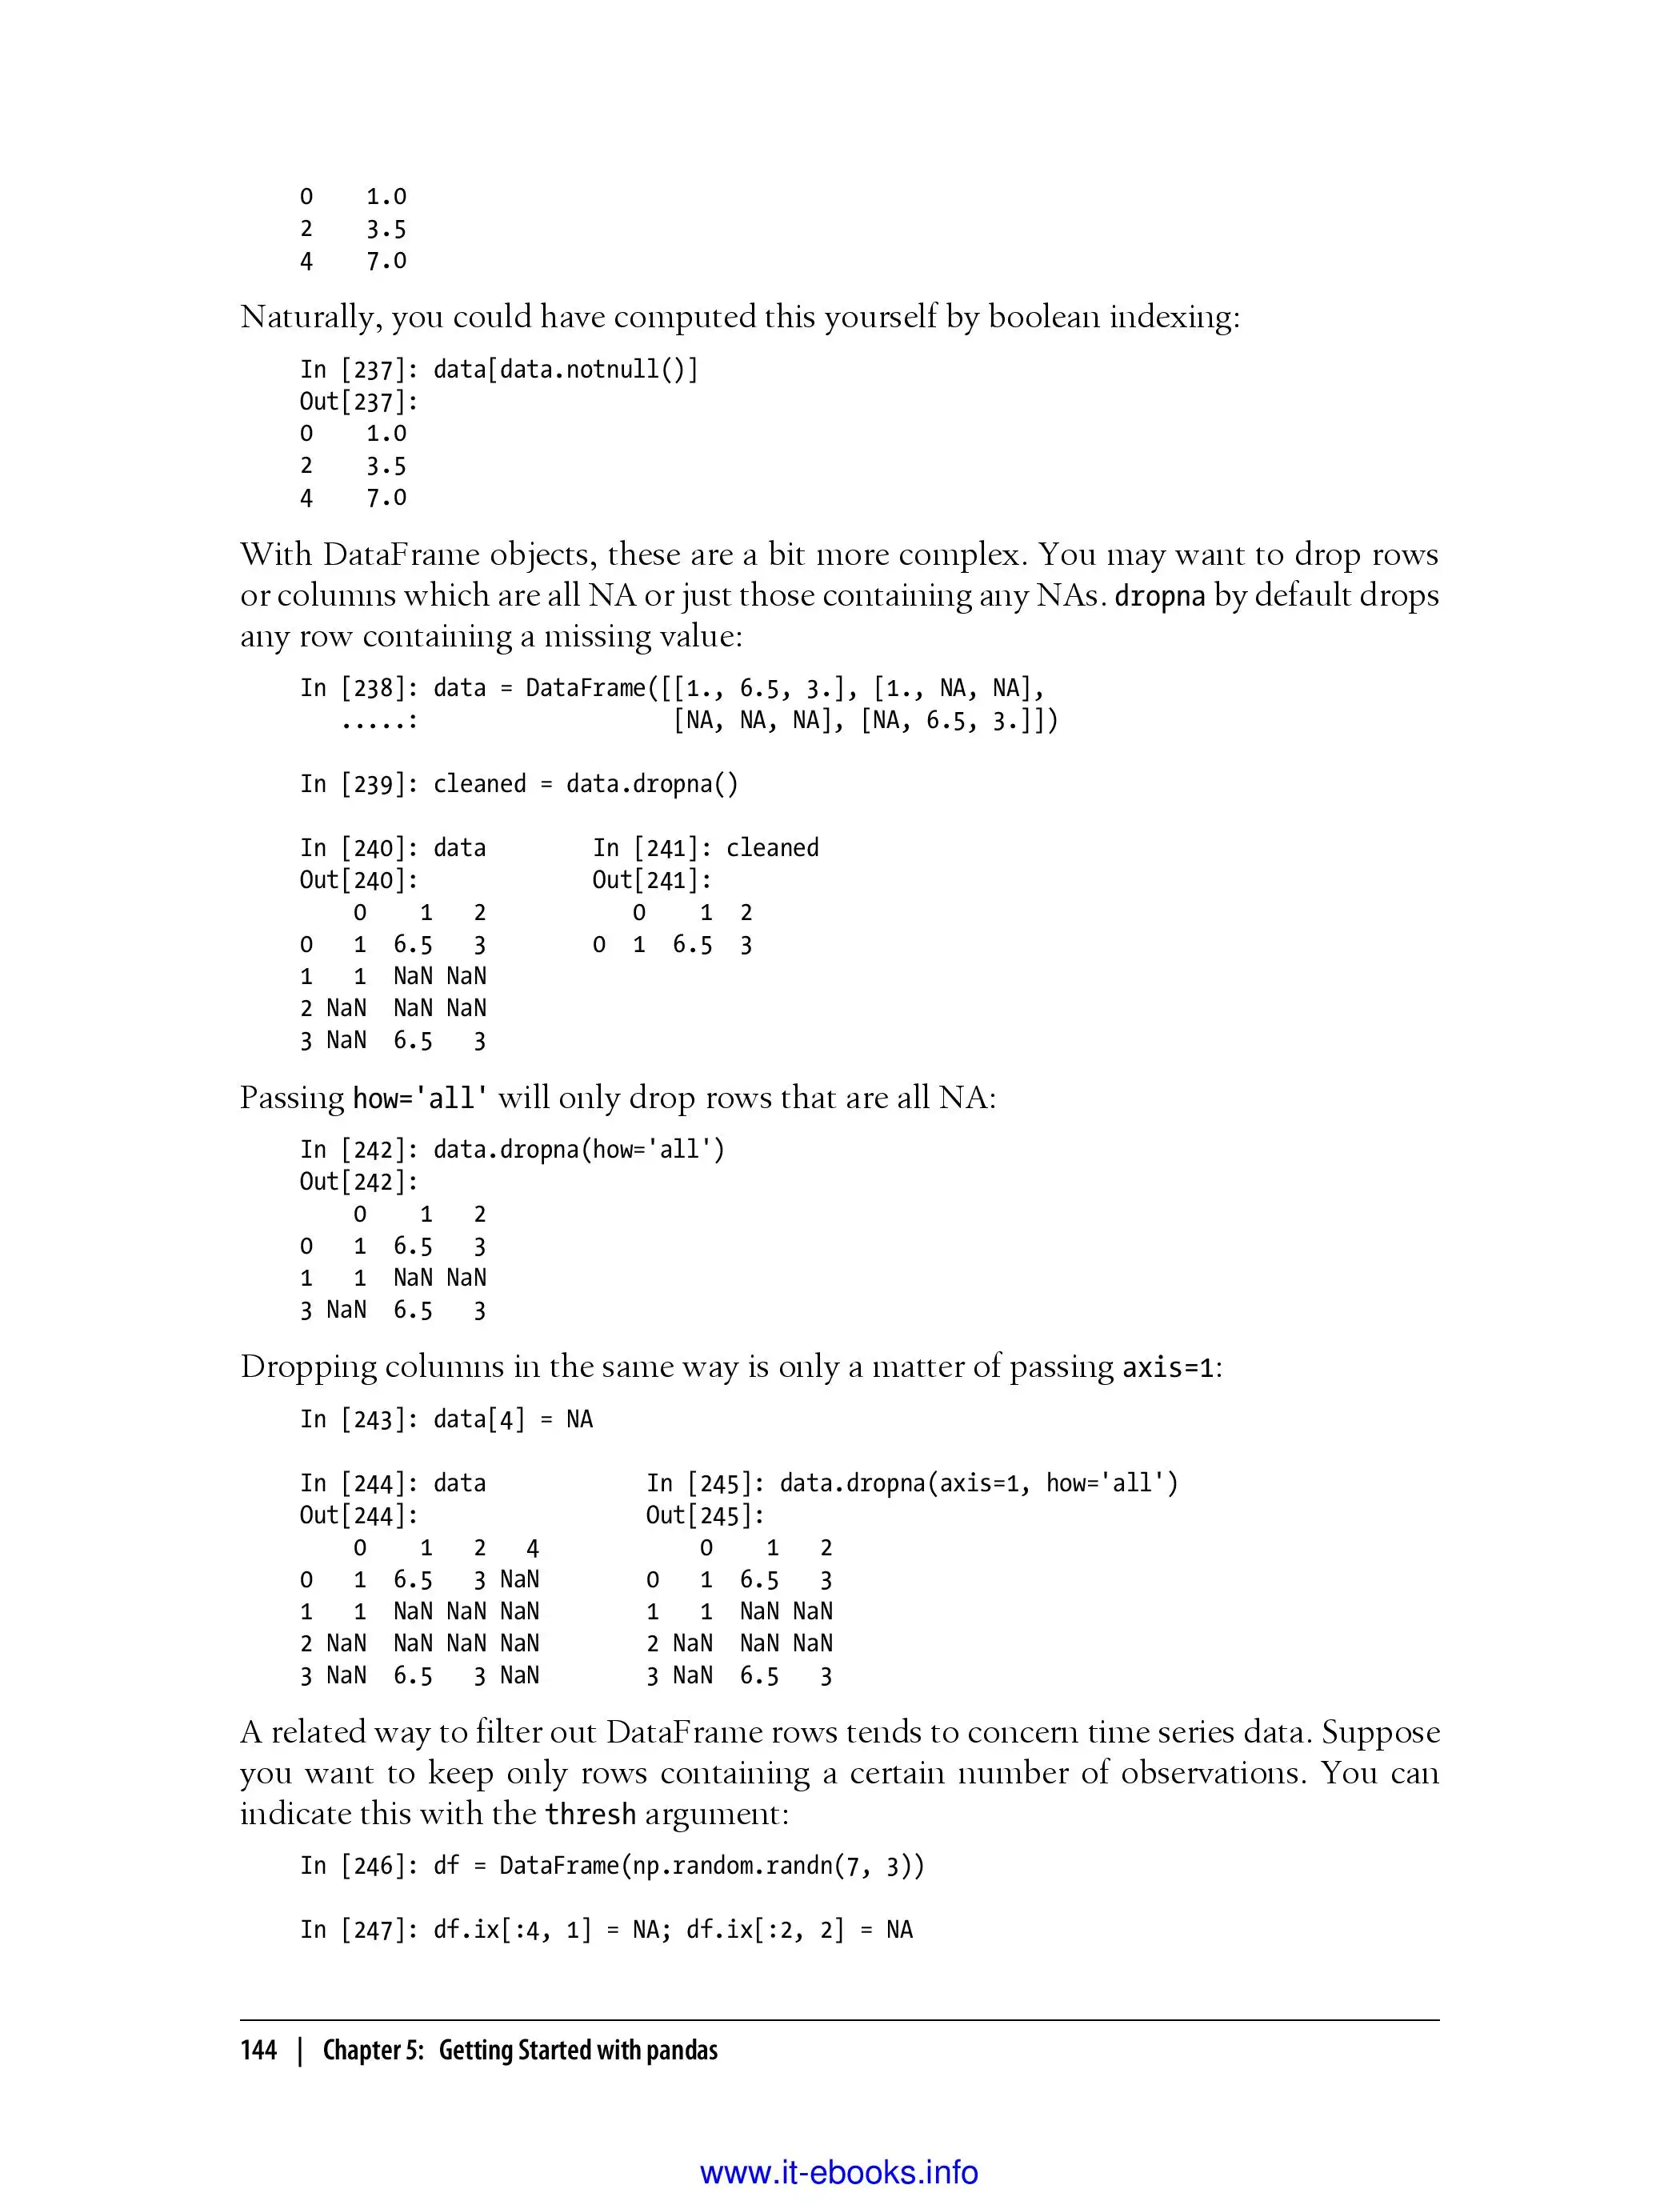 0    1.0
2    3.5
4    7.0
Naturally, you could have computed this yourself by boolean indexing:
In [237]: data[data.notnull()]
Out[237]:
0    1.0
2    3.5
4    7.0
With DataFrame objects, these are a bit more complex. You may want to drop rows
or columns which are all NA or just those containing any NAs. dropna by default drops
any row containing a missing value:
In [238]: data = DataFrame([[1., 6.5, 3.], [1., NA, NA],
   .....:                   [NA, NA, NA], [NA, 6.5, 3.]])
In [239]: cleaned = data.dropna()
In [240]: data        In [241]: cleaned
Out[240]:             Out[241]:
    0    1   2           0    1  2
0   1  6.5   3        0  1  6.5  3
1   1  NaN NaN
2 NaN  NaN NaN
3 NaN  6.5   3
Passing how='all' will only drop rows that are all NA:
In [242]: data.dropna(how='all')
Out[242]:
    0    1   2
0   1  6.5   3
1   1  NaN NaN
3 NaN  6.5   3
Dropping columns in the same way is only a matter of passing axis=1:
In [243]: data[4] = NA
In [244]: data            In [245]: data.dropna(axis=1, how='all')
Out[244]:                 Out[245]:
    0    1   2   4            0    1   2
0   1  6.5   3 NaN        0   1  6.5   3
1   1  NaN NaN NaN        1   1  NaN NaN
2 NaN  NaN NaN NaN        2 NaN  NaN NaN
3 NaN  6.5   3 NaN        3 NaN  6.5   3
A related way to filter out DataFrame rows tends to concern time series data. Suppose
you want to keep only rows containing a certain number of observations. You can
indicate this with the thresh argument:
In [246]: df = DataFrame(np.random.randn(7, 3))
In [247]: df.ix[:4, 1] = NA; df.ix[:2, 2] = NA
144 | Chapter 5: Getting Started with pandas
www.it-ebooks.info